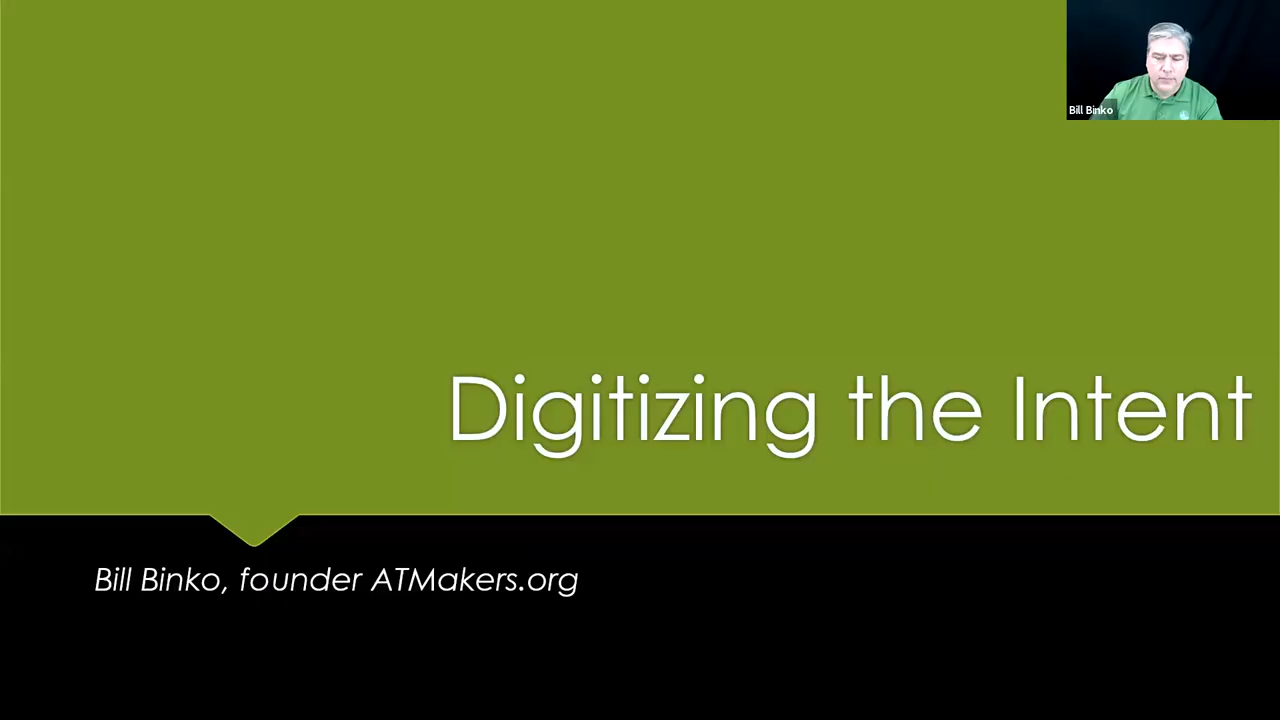 Bill Binko
Digitizing the Intent
Bill Binko, founder ATMakers.org